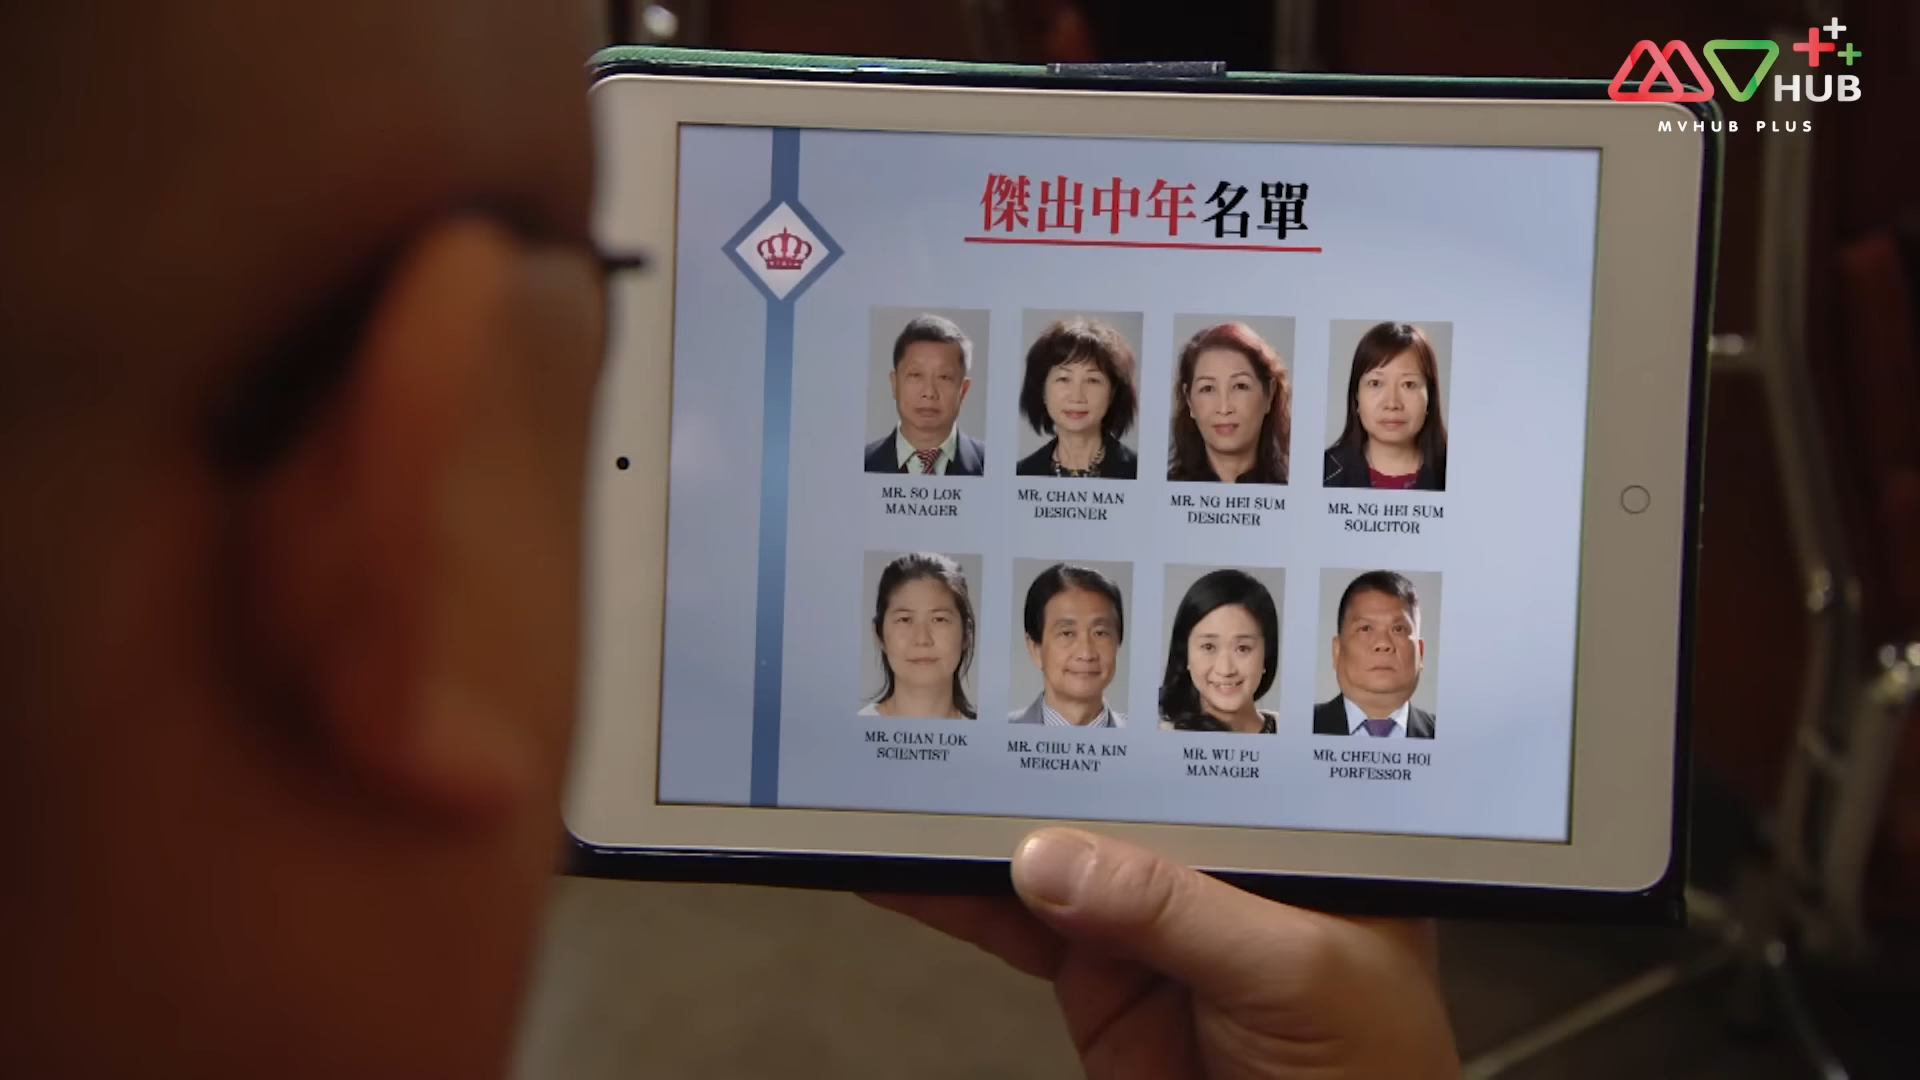 MVHUB
MVHUB PLUS
傑出中年名單
MR. SO LOK
MANAGER
MR. CHAN MAN
DESIGNER
MR. NG HEI SUM
DESIGNER
MR. NG HEI SUM
SOLICITOR
MR. CHAN LOK
SCIENTIST
MR. CHIU KA KIN
MERCHANT
MR. WU PU
MANAGER
MR. CHEUNG HOI
PORFESSOR